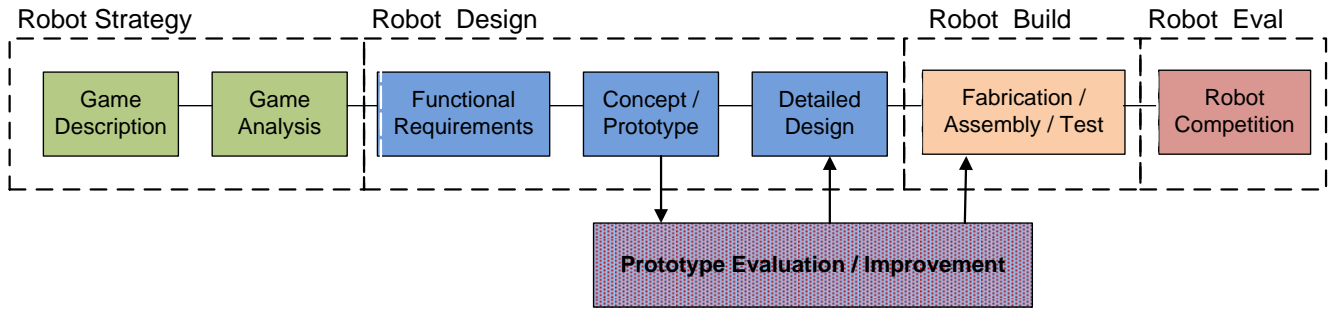 Robot Strategy
Robot Design
Robot Build
Robot Eval
Game
Description
Game
Analysis
Functional
Requirements
Concept /
Prototype
Detailed
Design
Fabrication /
Assembly / Test
Robot
Competition
Prototype Evaluation / Improvement